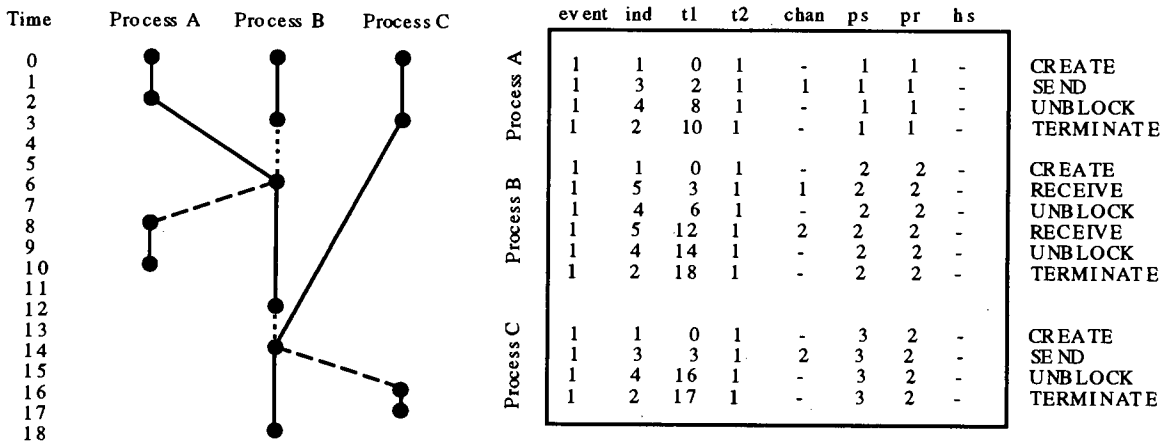 Time Process A Process B Process C
0
1
2
3
4
5
6
7
8
9
10
11
12
13
14
15
16
17
18
event ind t1 t2 chan ps pr hs
Process A
1 1 0 1 - 1 1 - CREATE
1 3 2 1 1 1 1 - SEND
1 4 8 1 - 1 1 - UNBLOCK
1 2 10 1 - 1 1 - TERMINATE
Process B
1 1 0 1 - 2 2 - CREATE
1 5 3 1 1 2 2 - RECEIVE
1 4 6 1 - 2 2 - UNBLOCK
1 5 12 1 2 2 2 - RECEIVE
1 4 14 1 - 2 2 - UNBLOCK
1 2 18 1 - 2 2 - TERMINATE
Process C
1 1 0 1 - 3 2 - CREATE
1 3 3 1 2 3 2 - SEND
1 4 16 1 - 3 2 - UNBLOCK
1 2 17 1 - 3 2 - TERMINATE